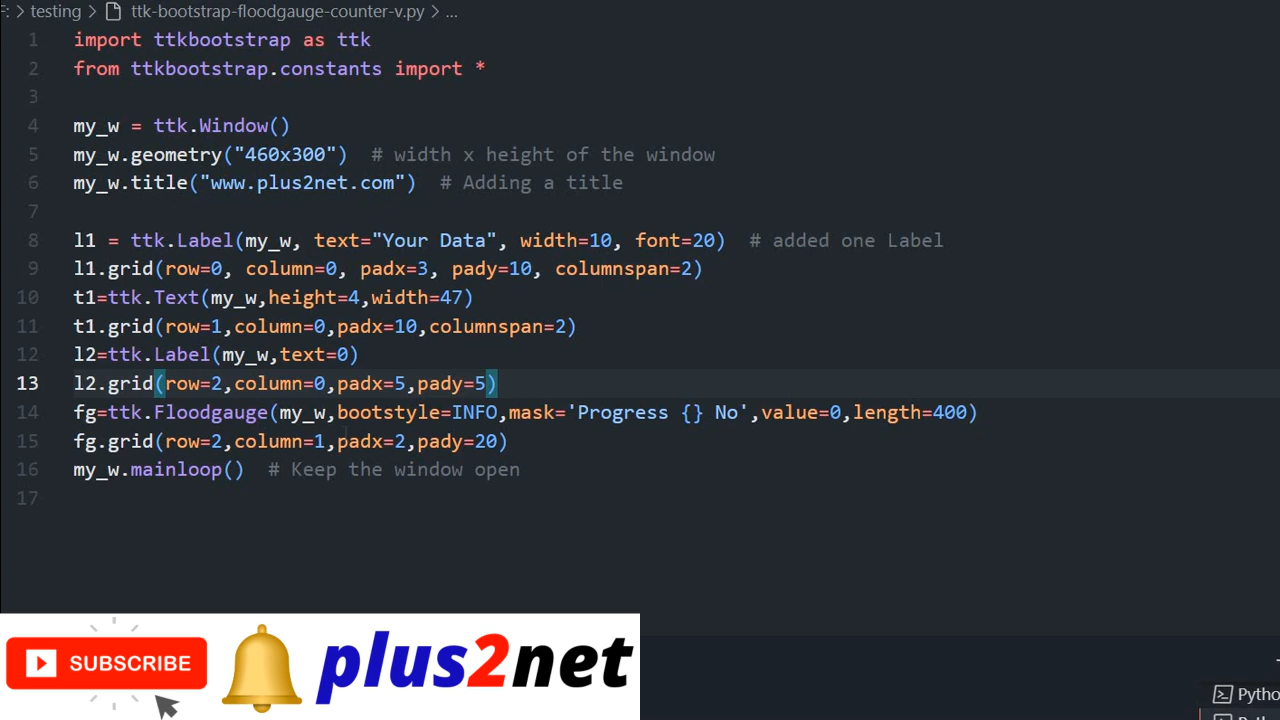 F: > testing > ttk-bootstrap-floodgauge-counter-v.py > ...
1 import ttkbootstrap as ttk
2 from ttkbootstrap.constants import *
3
4 my_w = ttk.Window()
5 my_w.geometry("460x300")  # width x height of the window
6 my_w.title("www.plus2net.com")  # Adding a title
7
8 l1 = ttk.Label(my_w, text="Your Data", width=10, font=20)  # added one Label
9 l1.grid(row=0, column=0, padx=3, pady=10, columnspan=2)
10 t1=ttk.Text(my_w,height=4,width=47)
11 t1.grid(row=1,column=0,padx=10,columnspan=2)
12 l2=ttk.Label(my_w,text=0)
13 l2.grid(row=2,column=0,padx=5,pady=5)
14 fg=ttk.Floodgauge(my_w,bootstyle=INFO,mask='Progress {} No',value=0,length=400)
15 fg.grid(row=2,column=1,padx=2,pady=20)
16 my_w.mainloop()  # Keep the window open
17
SUBSCRIBE
plus2net
Pytho